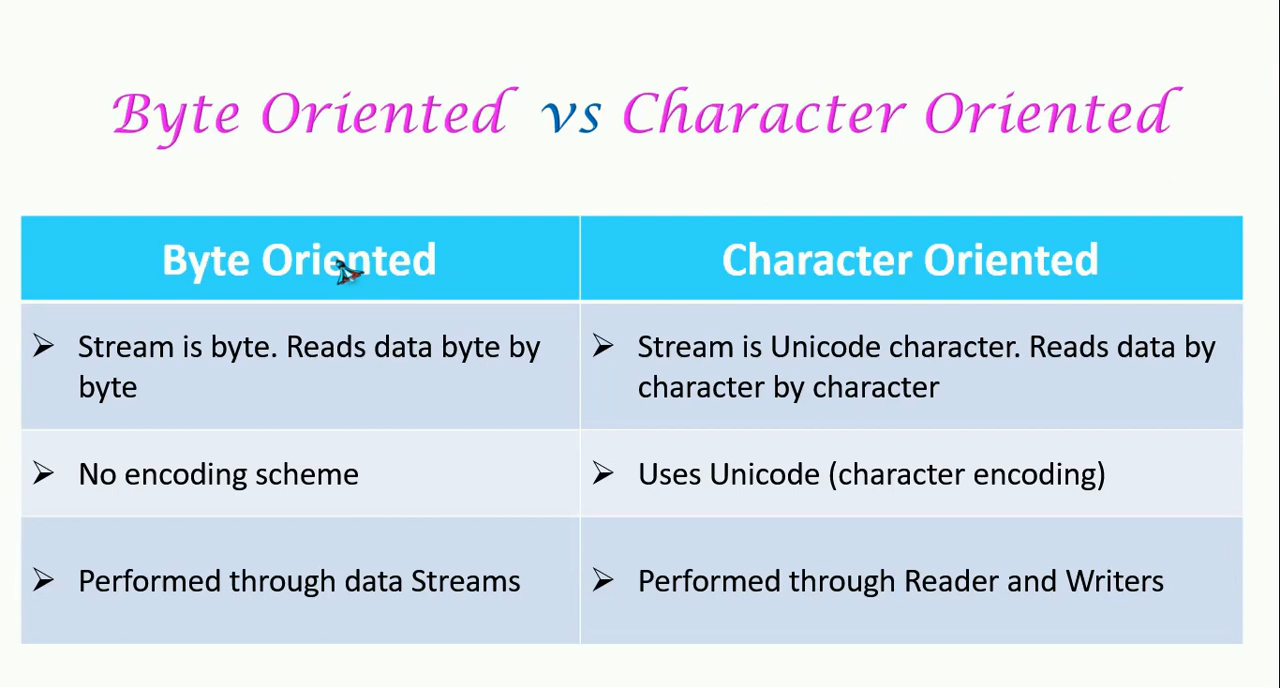 Byte Oriented vs Character Oriented
Byte Oriented
Character Oriented
Stream is byte. Reads data byte by
byte
Stream is Unicode character. Reads data by
character by character
No encoding scheme
Uses Unicode (character encoding)
Performed through data Streams
Performed through Reader and Writers